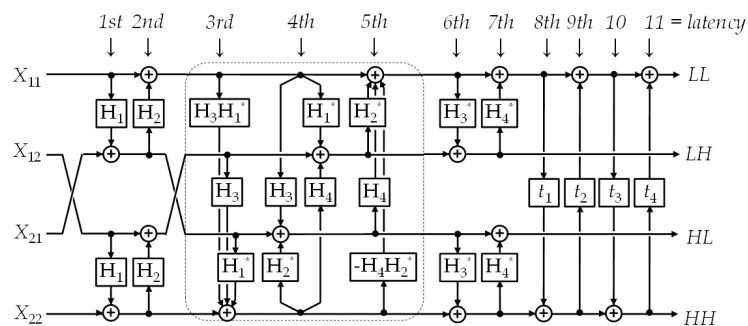 1st 2nd 3rd 4th 5th 6th 7th 8th 9th 10 11 = latency
X11 LL
H1 H2 H3H1* H1* H2* H3* H4*
X12 LH
H3 H3 H4 H4 t1 t2 t3 t4
X21 HL
H1 H2 H1* H2* -H4H2* H3* H4*
X22 HH